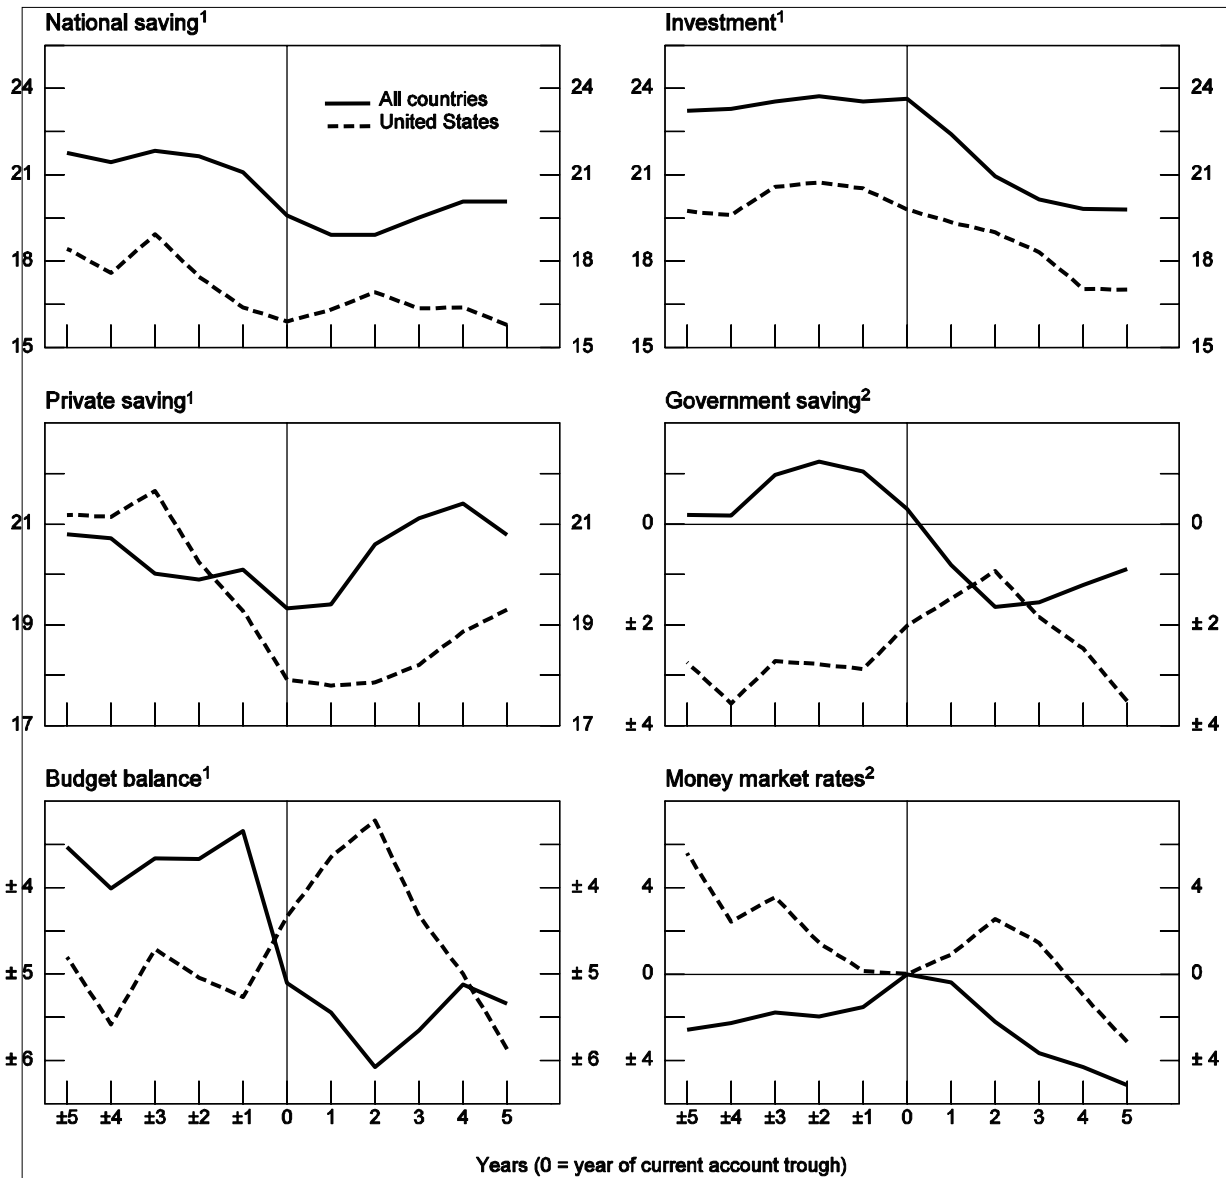 National saving1 Investment1
24 24 24 24
All countries
United States
21 21 21 21
18 18 18 18
15 15 15 15
Private saving1 Government saving2
21 21 0 0
19 19 ± 2 ± 2
17 17 ± 4 ± 4
Budget balance1 Money market rates2
± 4 ± 4 4 4
± 5 ± 5 0 0
± 6 ± 6 ± 4 ± 4
±5 ±4 ±3 ±2 ±1 0 1 2 3 4 5 ±5 ±4 ±3 ±2 ±1 0 1 2 3 4 5
Years (0 = year of current account trough)